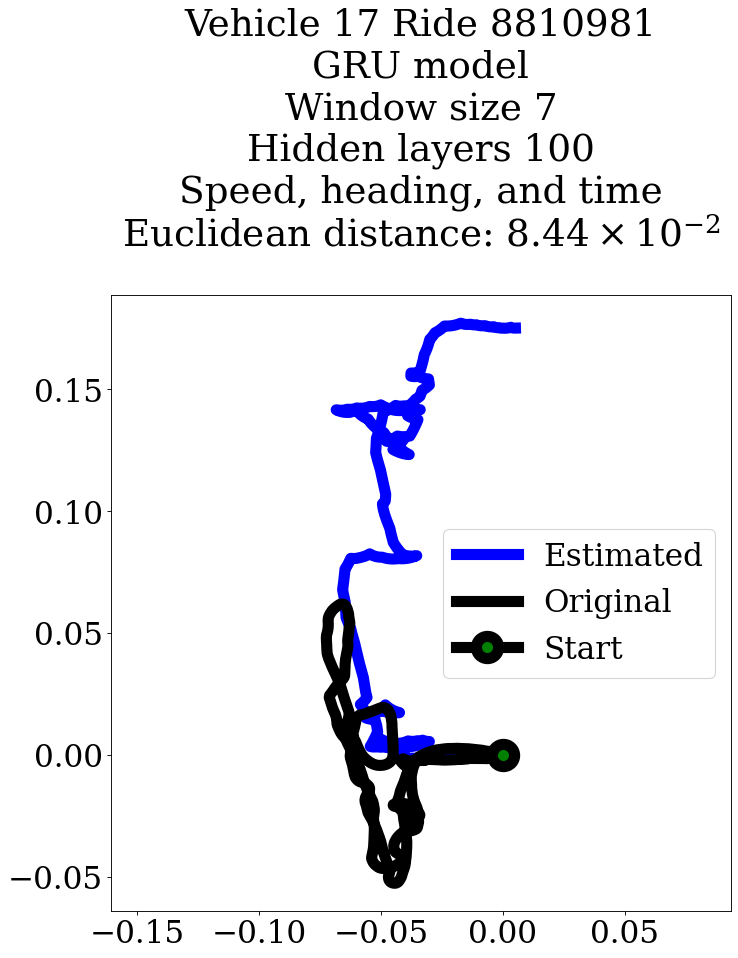 Vehicle 17 Ride 8810981
GRU model
Window size 7
Hidden layers 100
Speed, heading, and time
Euclidean distance: 8.44 × 10⁻²
0.15
0.10
0.05
0.00
−0.05
Estimated
Original
Start
−0.15 −0.10 −0.05 0.00 0.05